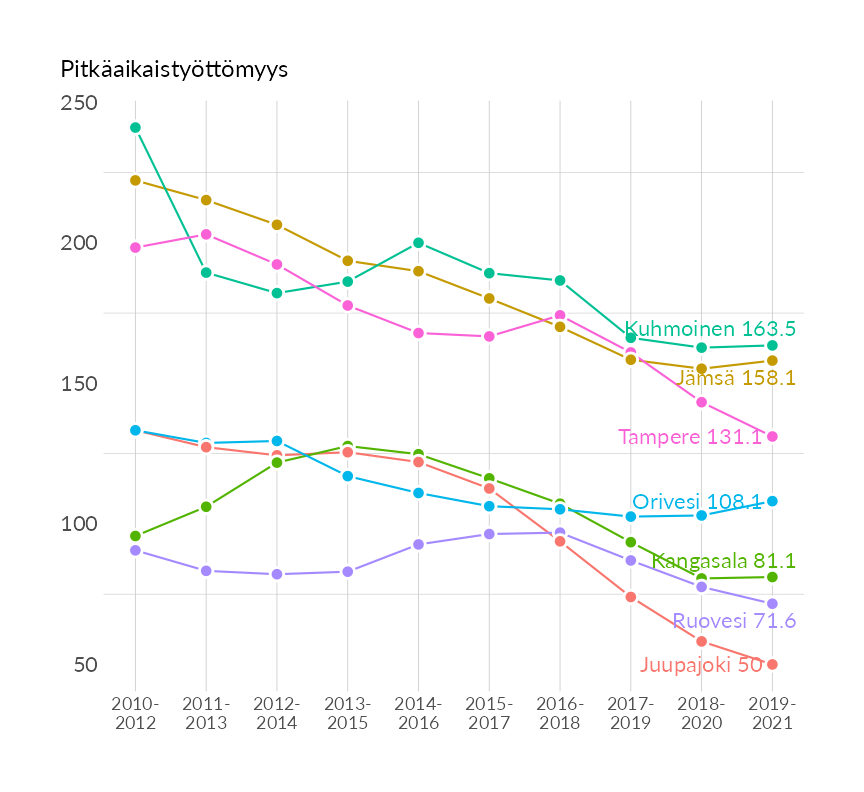 Pitkäaikaistyöttömyys
250
200
150
100
50
Kuhmoinen 163.5
Jämsä 158.1
Tampere 131.1
Orivesi 108.1
Kangasala 81.1
Ruovesi 71.6
Juupajoki 50
2010- 2011- 2012- 2013- 2014- 2015- 2016- 2017- 2018- 2019-
2012 2013 2014 2015 2016 2017 2018 2019 2020 2021